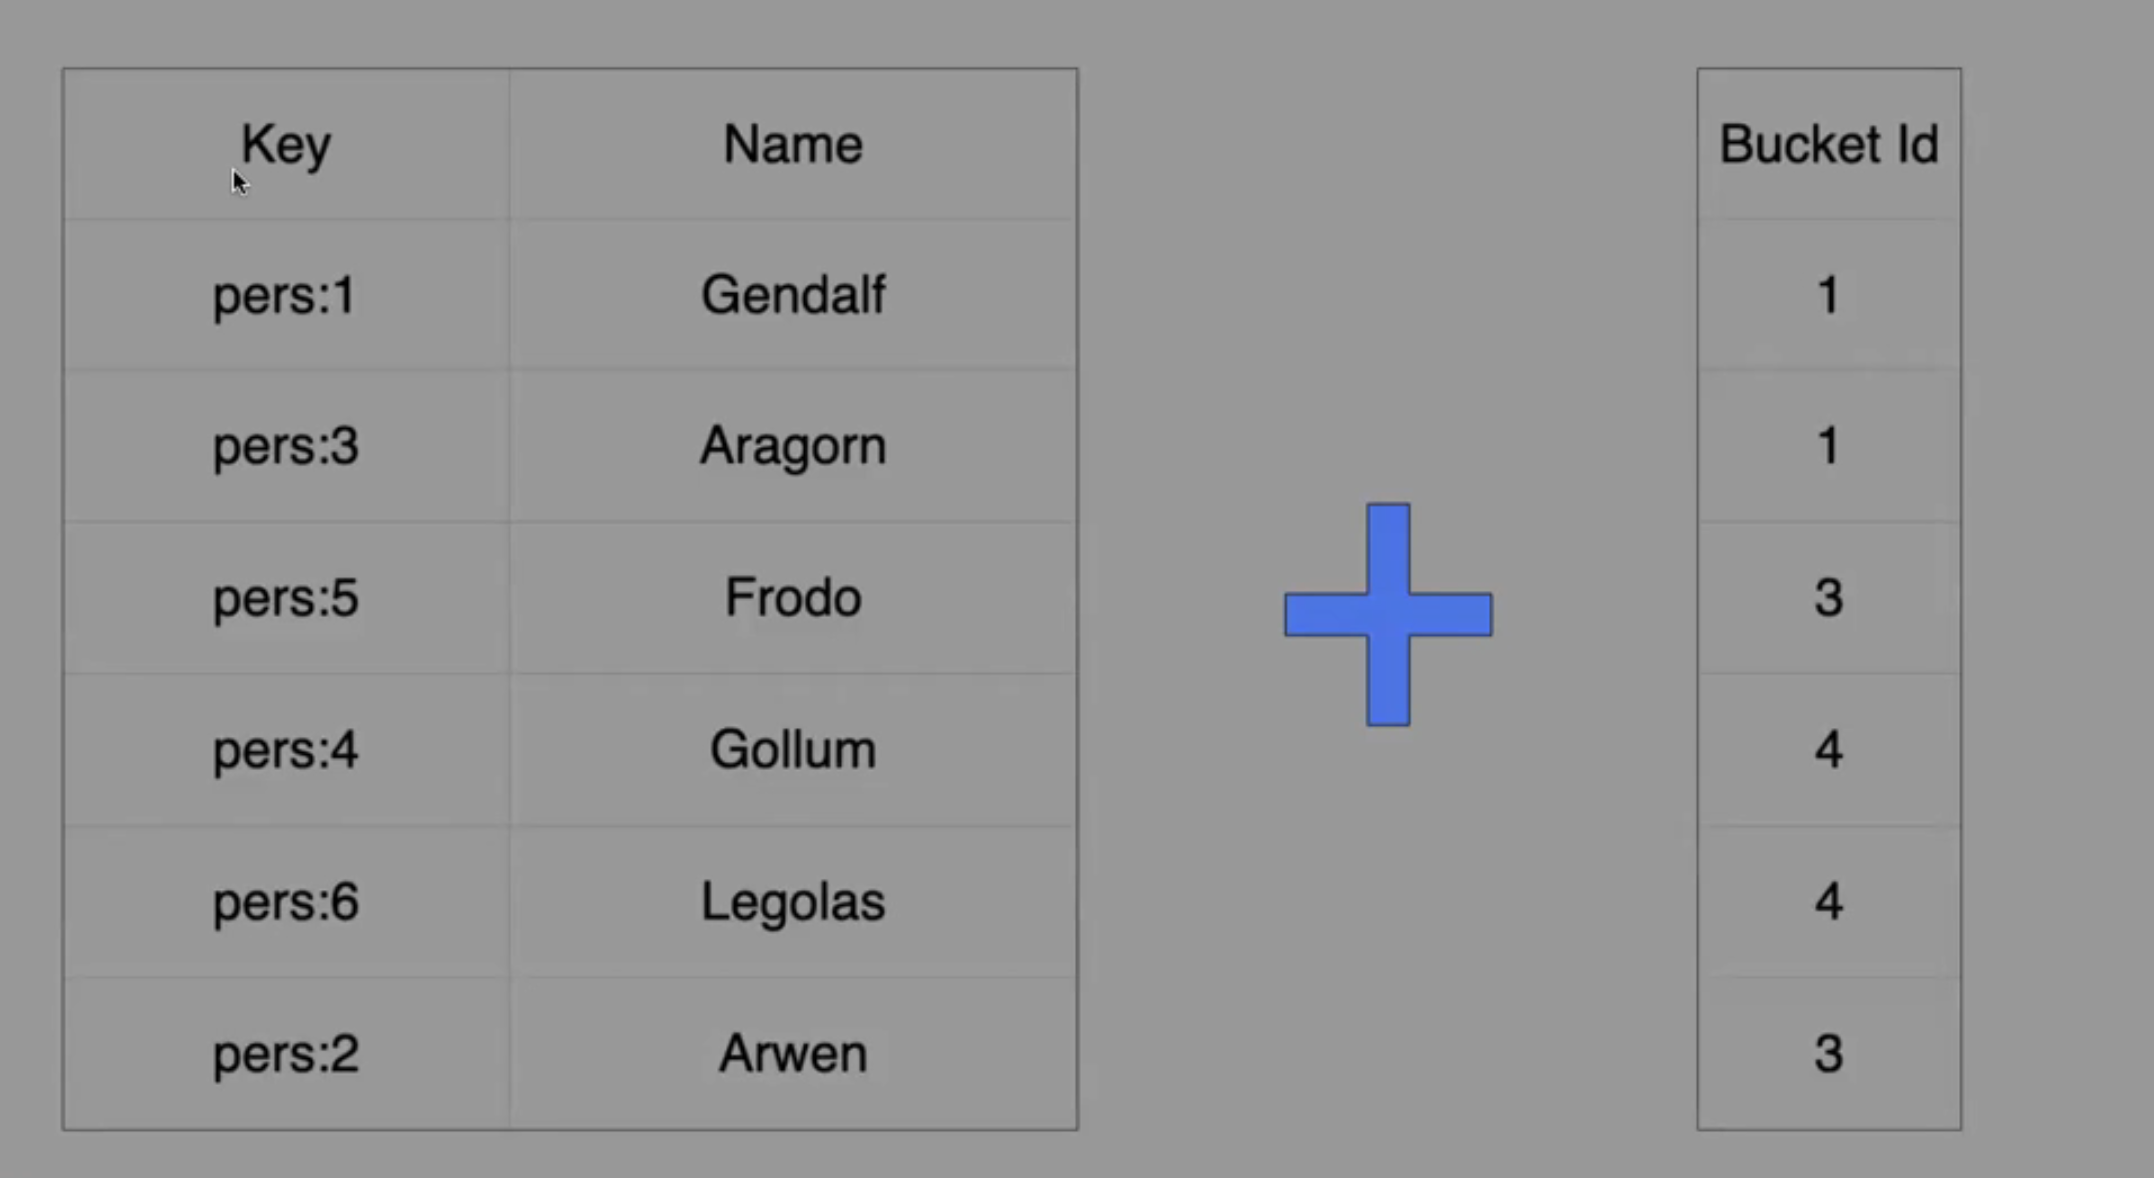 Key Name Bucket Id
pers:1 Gendalf 1
pers:3 Aragorn 1
pers:5 Frodo 3
pers:4 Gollum 4
pers:6 Legolas 4
pers:2 Arwen 3